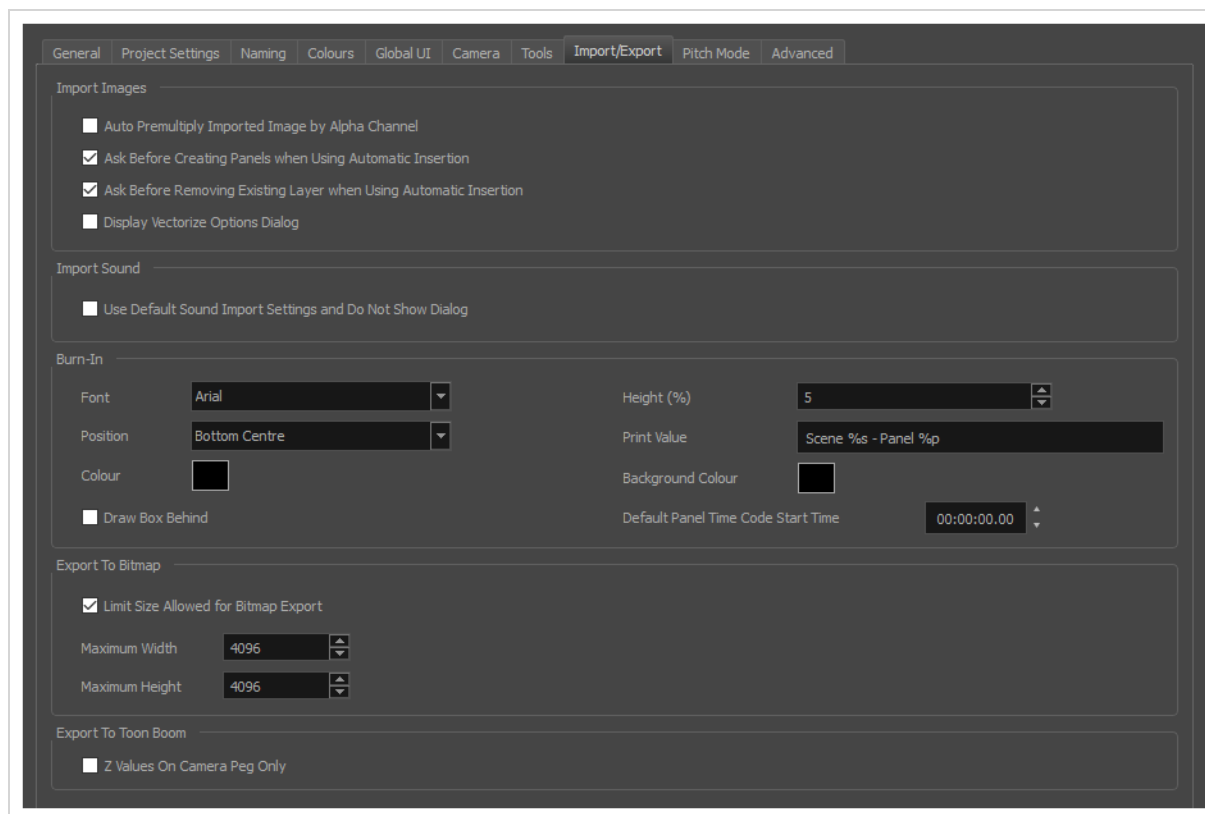 General Project Settings Naming Colours Global UI Camera Tools Import/Export Pitch Mode Advanced
Import Images
Auto Premultiply Imported Image by Alpha Channel
Ask Before Creating Panels when Using Automatic Insertion
Ask Before Removing Existing Layer when Using Automatic Insertion
Display Vectorize Options Dialog
Import Sound
Use Default Sound Import Settings and Do Not Show Dialog
Burn-In
Font Arial Height (%) 5
Position Bottom Centre Print Value Scene %s - Panel %p
Colour Background Colour
Draw Box Behind Default Panel Time Code Start Time 00:00:00.00
Export To Bitmap
Limit Size Allowed for Bitmap Export
Maximum Width 4096
Maximum Height 4096
Export To Toon Boom
Z Values On Camera Peg Only